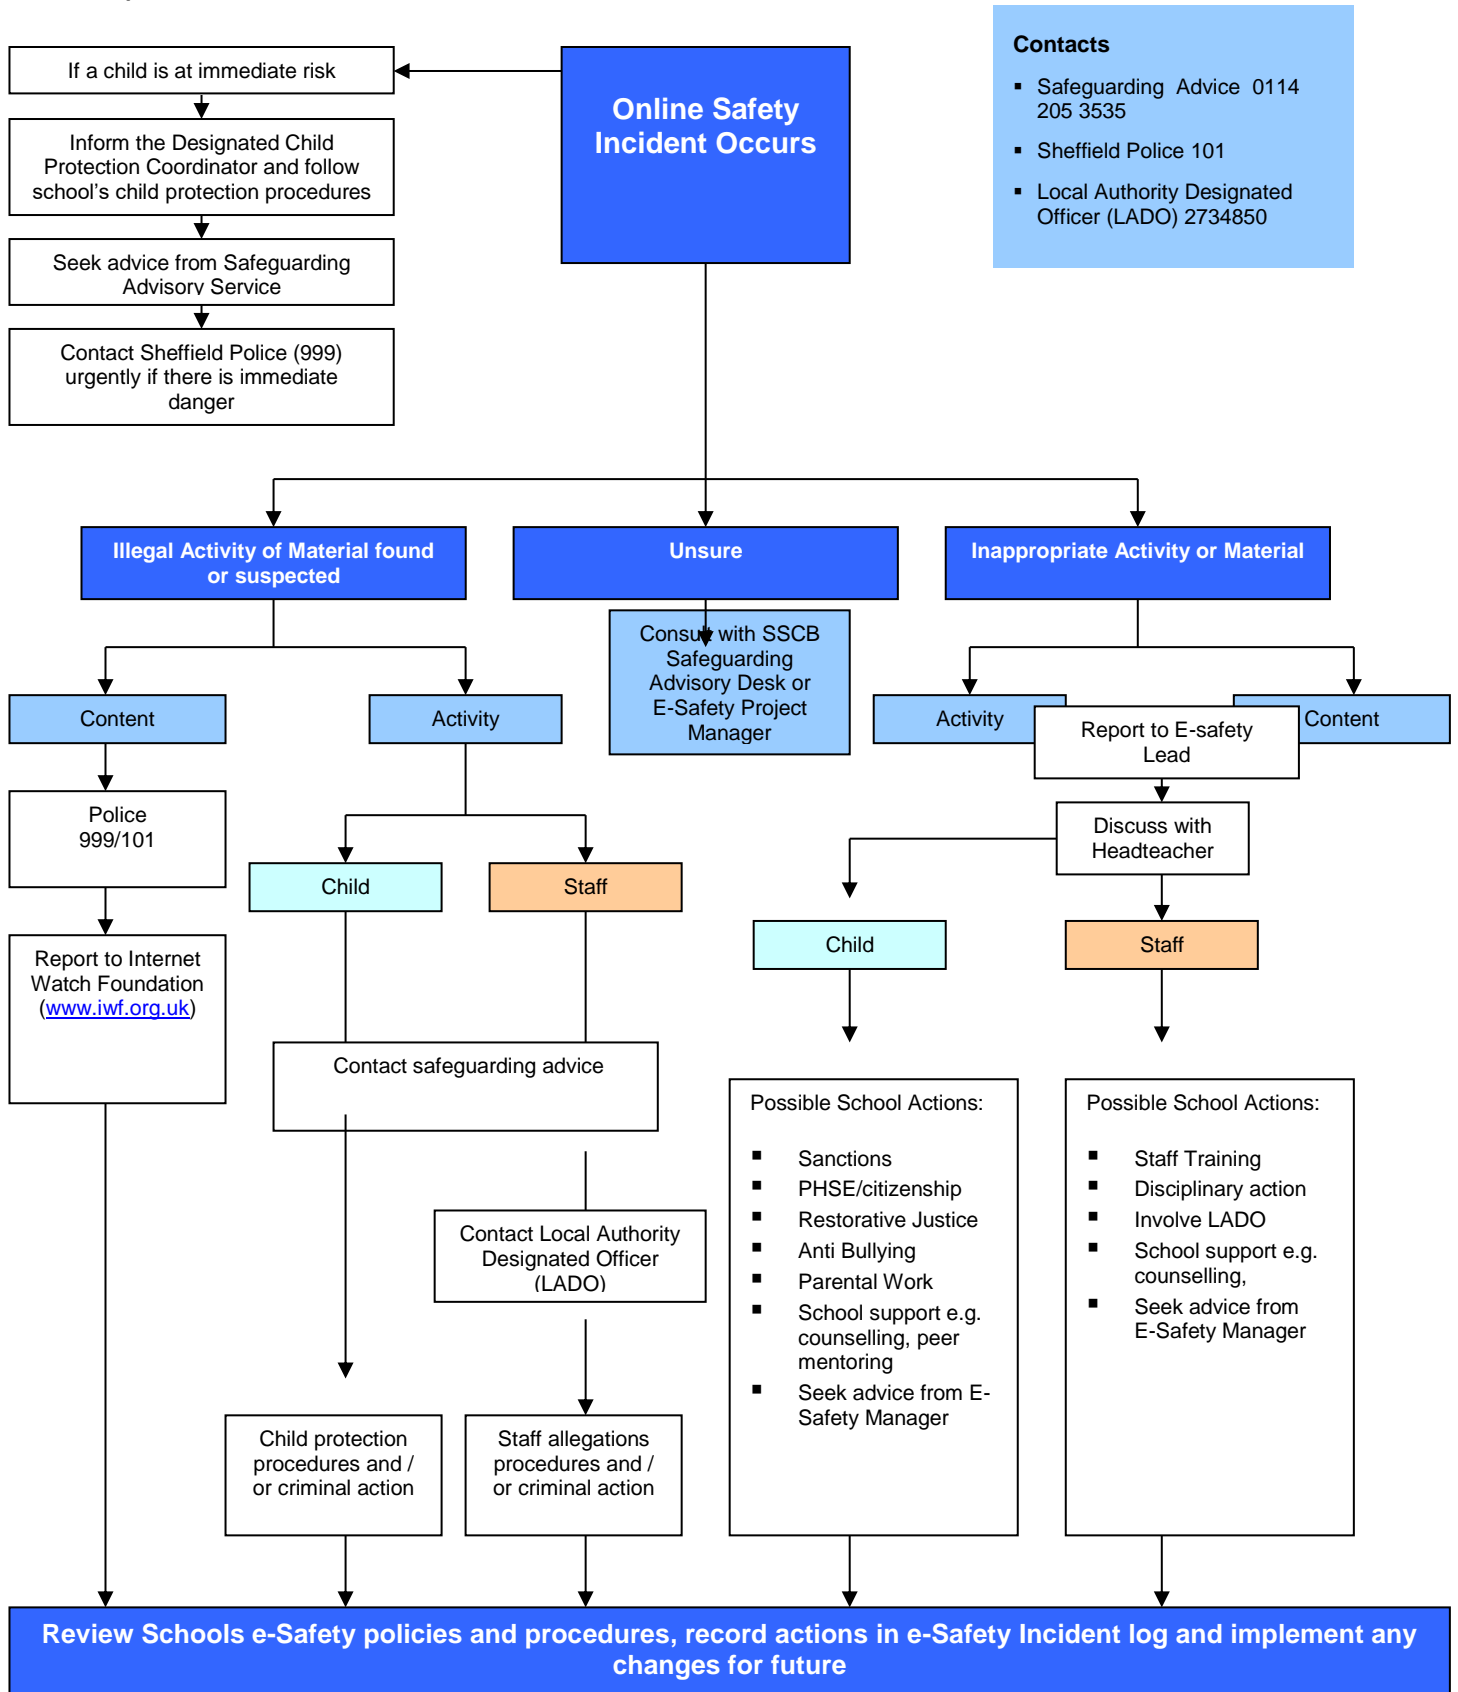 If a child is at immediate risk
Inform the Designated Child
Protection Coordinator and follow
school's child protection procedures
Seek advice from Safeguarding
Advisory Service
Contact Sheffield Police (999)
urgently if there is immediate
danger
Online Safety
Incident Occurs
Contacts
▪ Safeguarding Advice 0114
205 3535
▪ Sheffield Police 101
▪ Local Authority Designated
Officer (LADO) 2734850
Illegal Activity of Material found
or suspected
Unsure
Inappropriate Activity or Material
Consult with SSCB
Safeguarding
Advisory Desk or
E-Safety Project
Manager
Content
Activity
Activity
Content
Report to E-safety
Lead
Police
999/101
Discuss with
Headteacher
Child
Staff
Child
Staff
Report to Internet
Watch Foundation
(www.iwf.org.uk)
Contact safeguarding advice
Contact Local Authority
Designated Officer
(LADO)
Child protection
procedures and /
or criminal action
Staff allegations
procedures and /
or criminal action
Possible School Actions:
▪ Sanctions
▪ PHSE/citizenship
▪ Restorative Justice
▪ Anti Bullying
▪ Parental Work
▪ School support e.g.
counselling, peer
mentoring
▪ Seek advice from E-
Safety Manager
Possible School Actions:
▪ Staff Training
▪ Disciplinary action
▪ Involve LADO
▪ School support e.g.
counselling,
▪ Seek advice from
E-Safety Manager
Review Schools e-Safety policies and procedures, record actions in e-Safety Incident log and implement any
changes for future